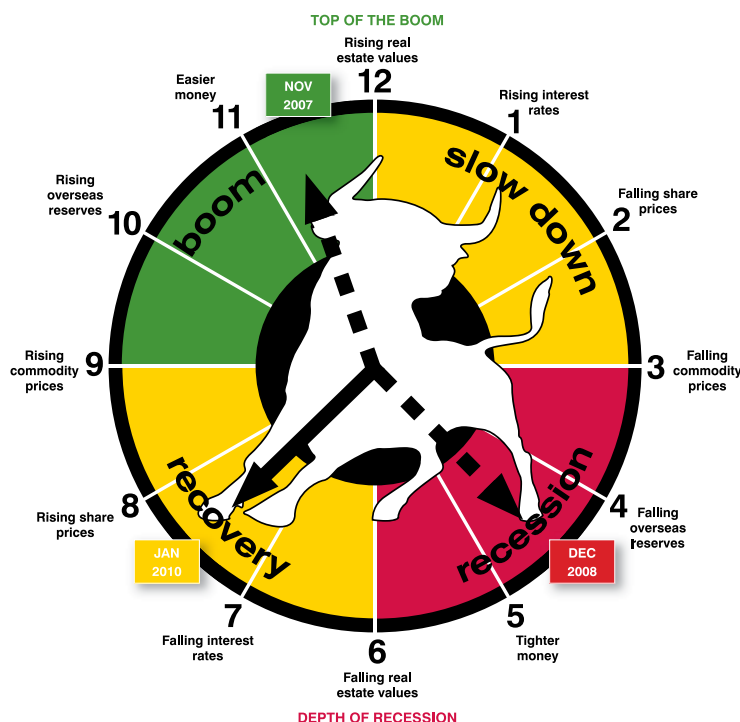 TOP OF THE BOOM
Rising real
estate values
12
Easier
money
11
NOV
2007
Rising interest
rates
1
boom
slow down
Rising
overseas
reserves
10
Falling share
prices
2
Rising
commodity
prices
9
3
Falling
commodity
prices
recovery
recession
8
Rising share
prices
4
Falling
overseas
reserves
JAN
2010
DEC
2008
7
Falling interest
rates
5
Tighter
money
6
Falling real
estate values
DEPTH OF RECESSION